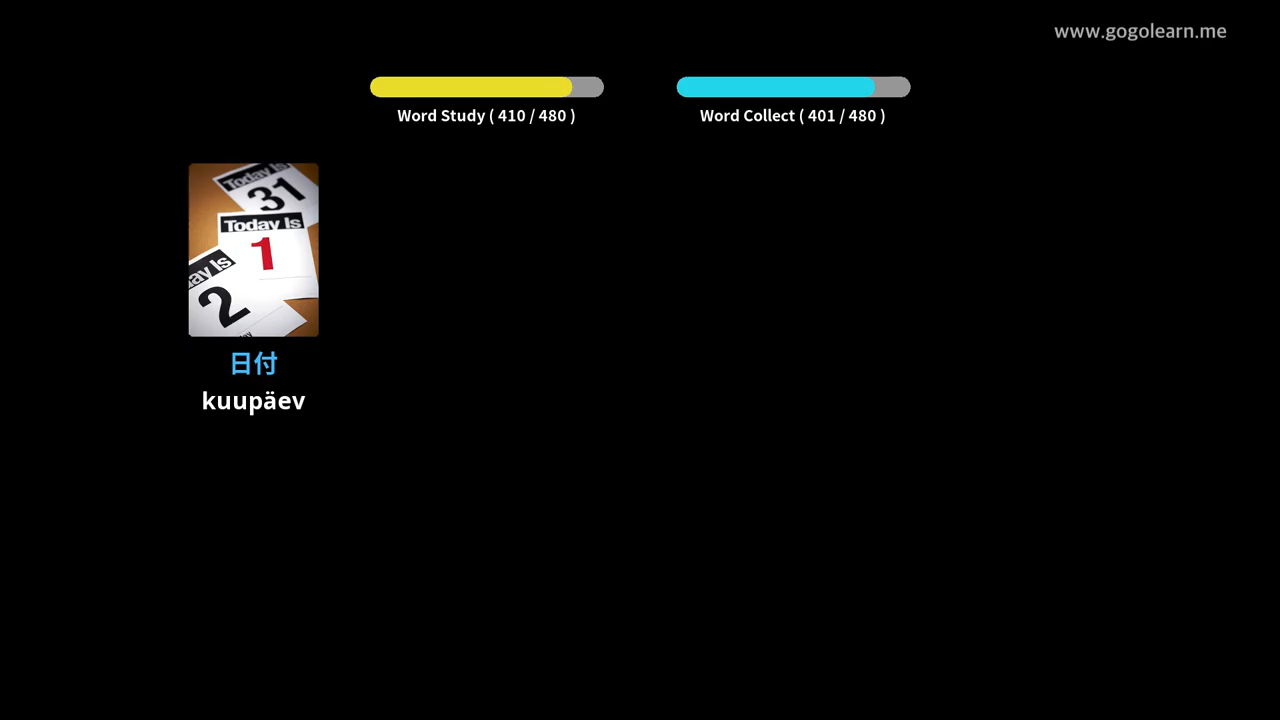 www.gogolearn.me
Word Study ( 410 / 480 )
Word Collect ( 401 / 480 )
Today Is
31
Today Is
1
ay Is
2
日付
kuupäev